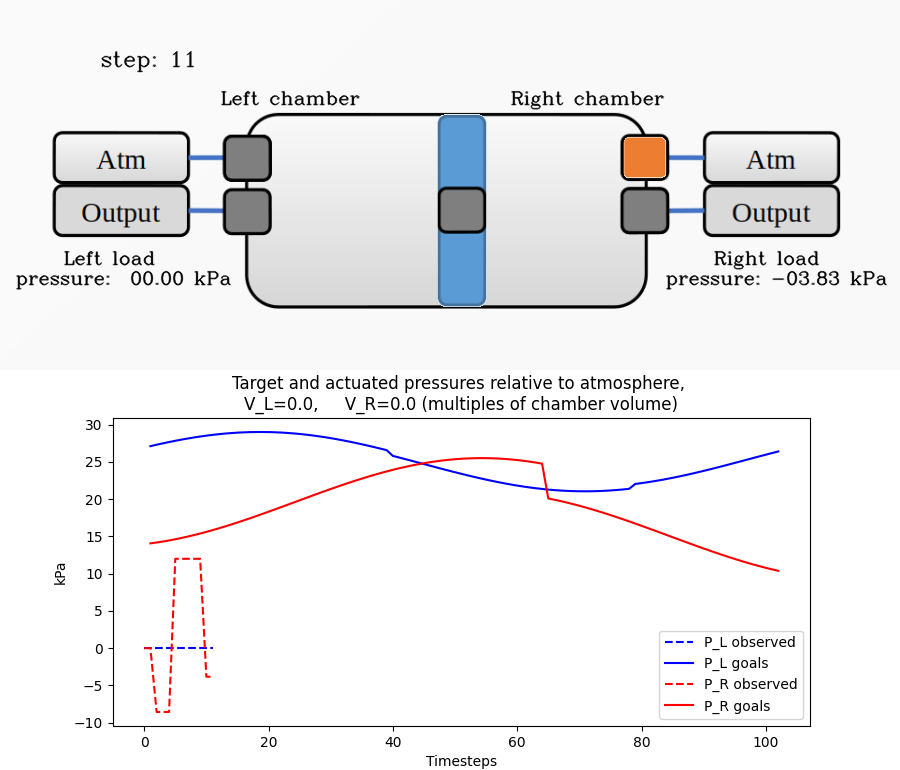 step: 11
Left chamber
Right chamber
Atm
Atm
Output
Output
Left load
pressure: 00.00 kPa
Right load
pressure: −03.83 kPa
Target and actuated pressures relative to atmosphere,
V_L=0.0, V_R=0.0 (multiples of chamber volume)
kPa
30
25
20
15
10
5
0
−5
−10
P_L observed
P_L goals
P_R observed
P_R goals
0 20 40 60 80 100
Timesteps